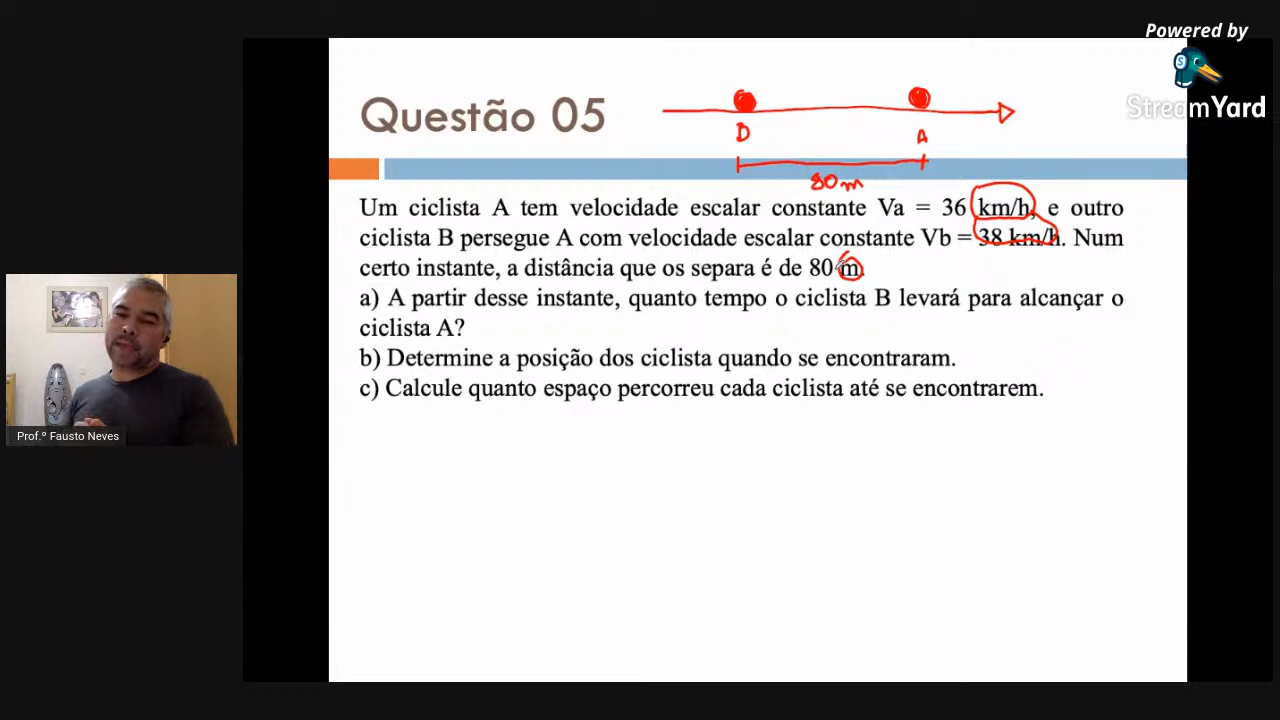 Powered by
StreamYard
Questão 05
B
A
80m
Um ciclista A tem velocidade escalar constante Va = 36 km/h, e outro
ciclista B persegue A com velocidade escalar constante Vb = 38 km/h. Num
certo instante, a distância que os separa é de 80 m.
a) A partir desse instante, quanto tempo o ciclista B levará para alcançar o
ciclista A?
b) Determine a posição dos ciclista quando se encontraram.
c) Calcule quanto espaço percorreu cada ciclista até se encontrarem.
Prof.º Fausto Neves